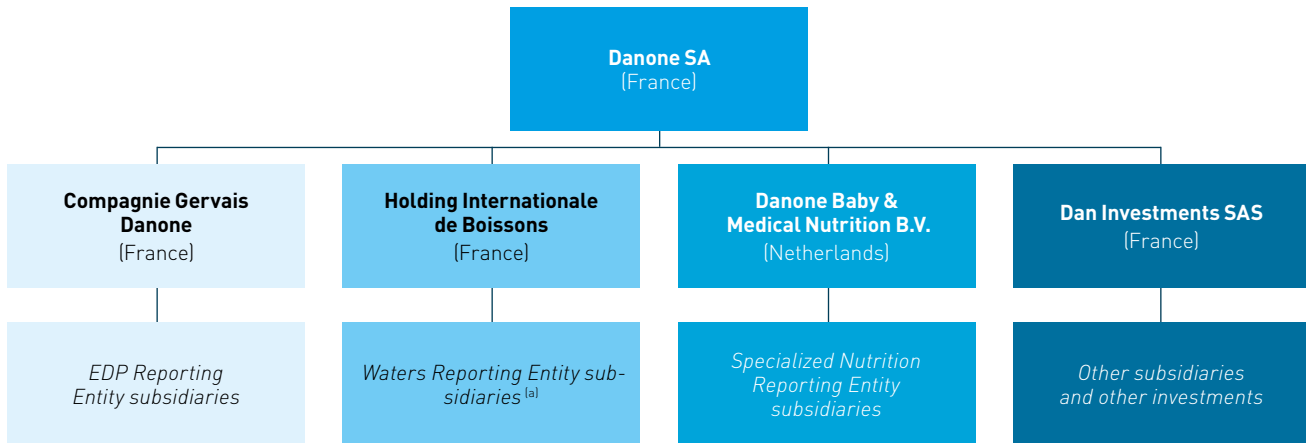 Danone SA
(France)
Compagnie Gervais
Danone
(France)
Holding Internationale
de Boissons
(France)
Danone Baby &
Medical Nutrition B.V.
(Netherlands)
Dan Investments SAS
(France)
EDP Reporting
Entity subsidiaries
Waters Reporting Entity sub-
sidiaries (a)
Specialized Nutrition
Reporting Entity
subsidiaries
Other subsidiaries
and other investments